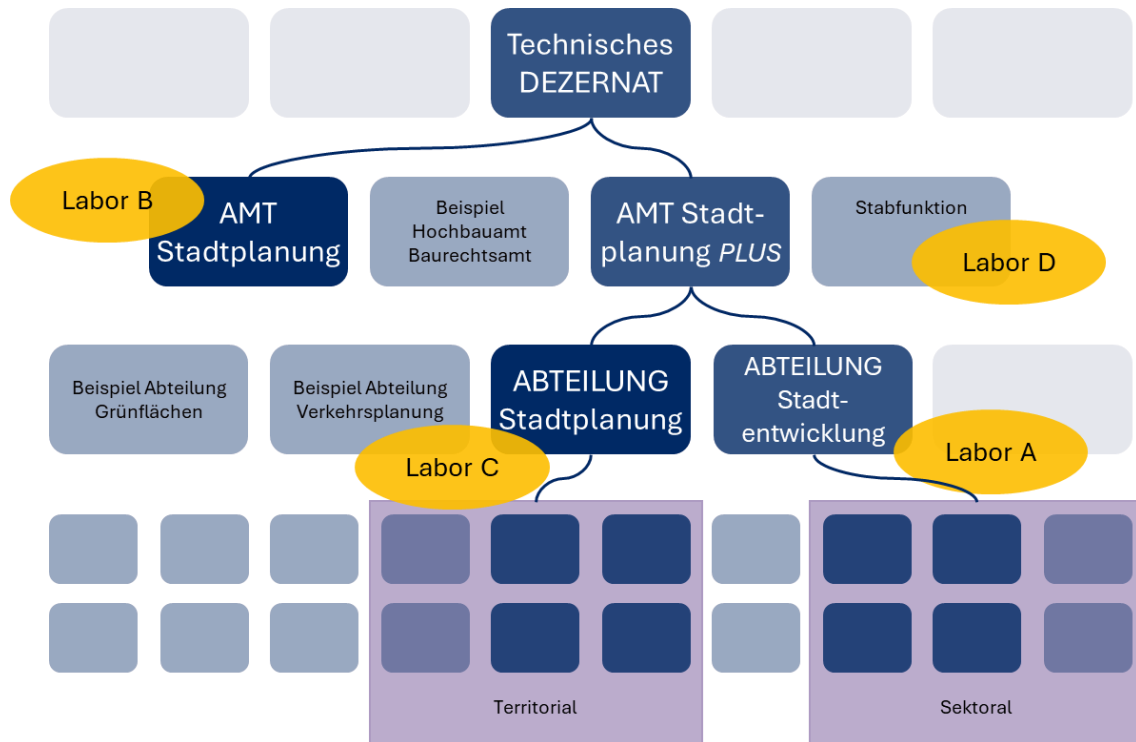 Technisches
DEZERNAT
Labor B
AMT
Stadtplanung
Beispiel
Hochbauamt
Baurechtsamt
AMT Stadt-
planung PLUS
Stabfunktion
Labor D
Beispiel Abteilung
Grünflächen
Beispiel Abteilung
Verkehrsplanung
ABTEILUNG
Stadtplanung
ABTEILUNG
Stadt-
entwicklung
Labor C
Labor A
Territorial
Sektoral